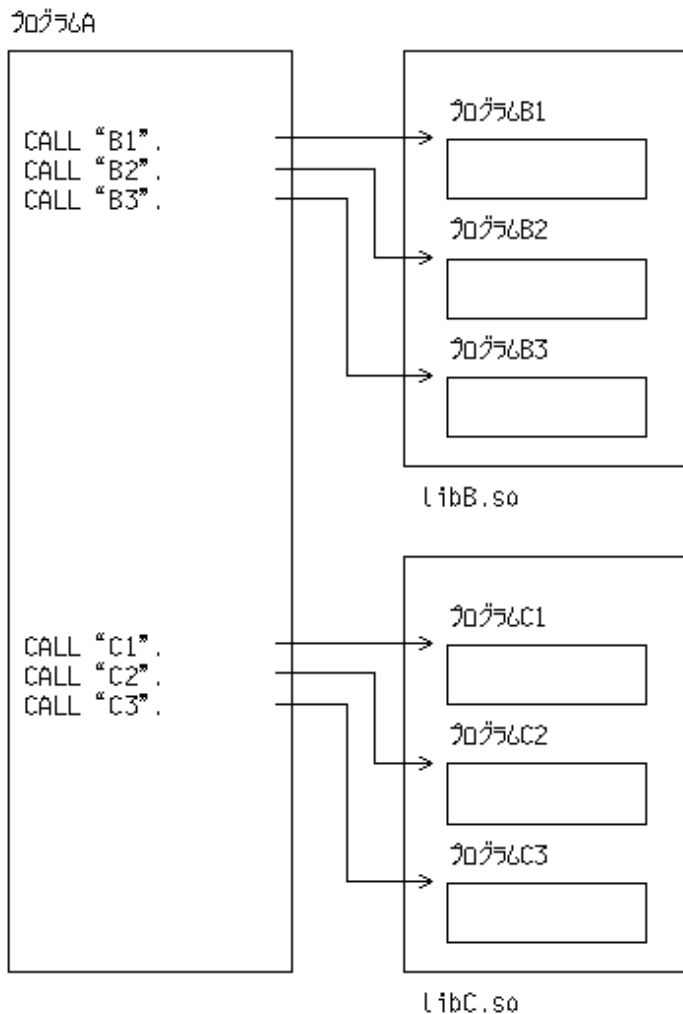 プログラムA
CALL “B1”.
CALL “B2”.
CALL “B3”.
プログラムB1
プログラムB2
プログラムB3
libB.so
CALL “C1”.
CALL “C2”.
CALL “C3”.
プログラムC1
プログラムC2
プログラムC3
libC.so